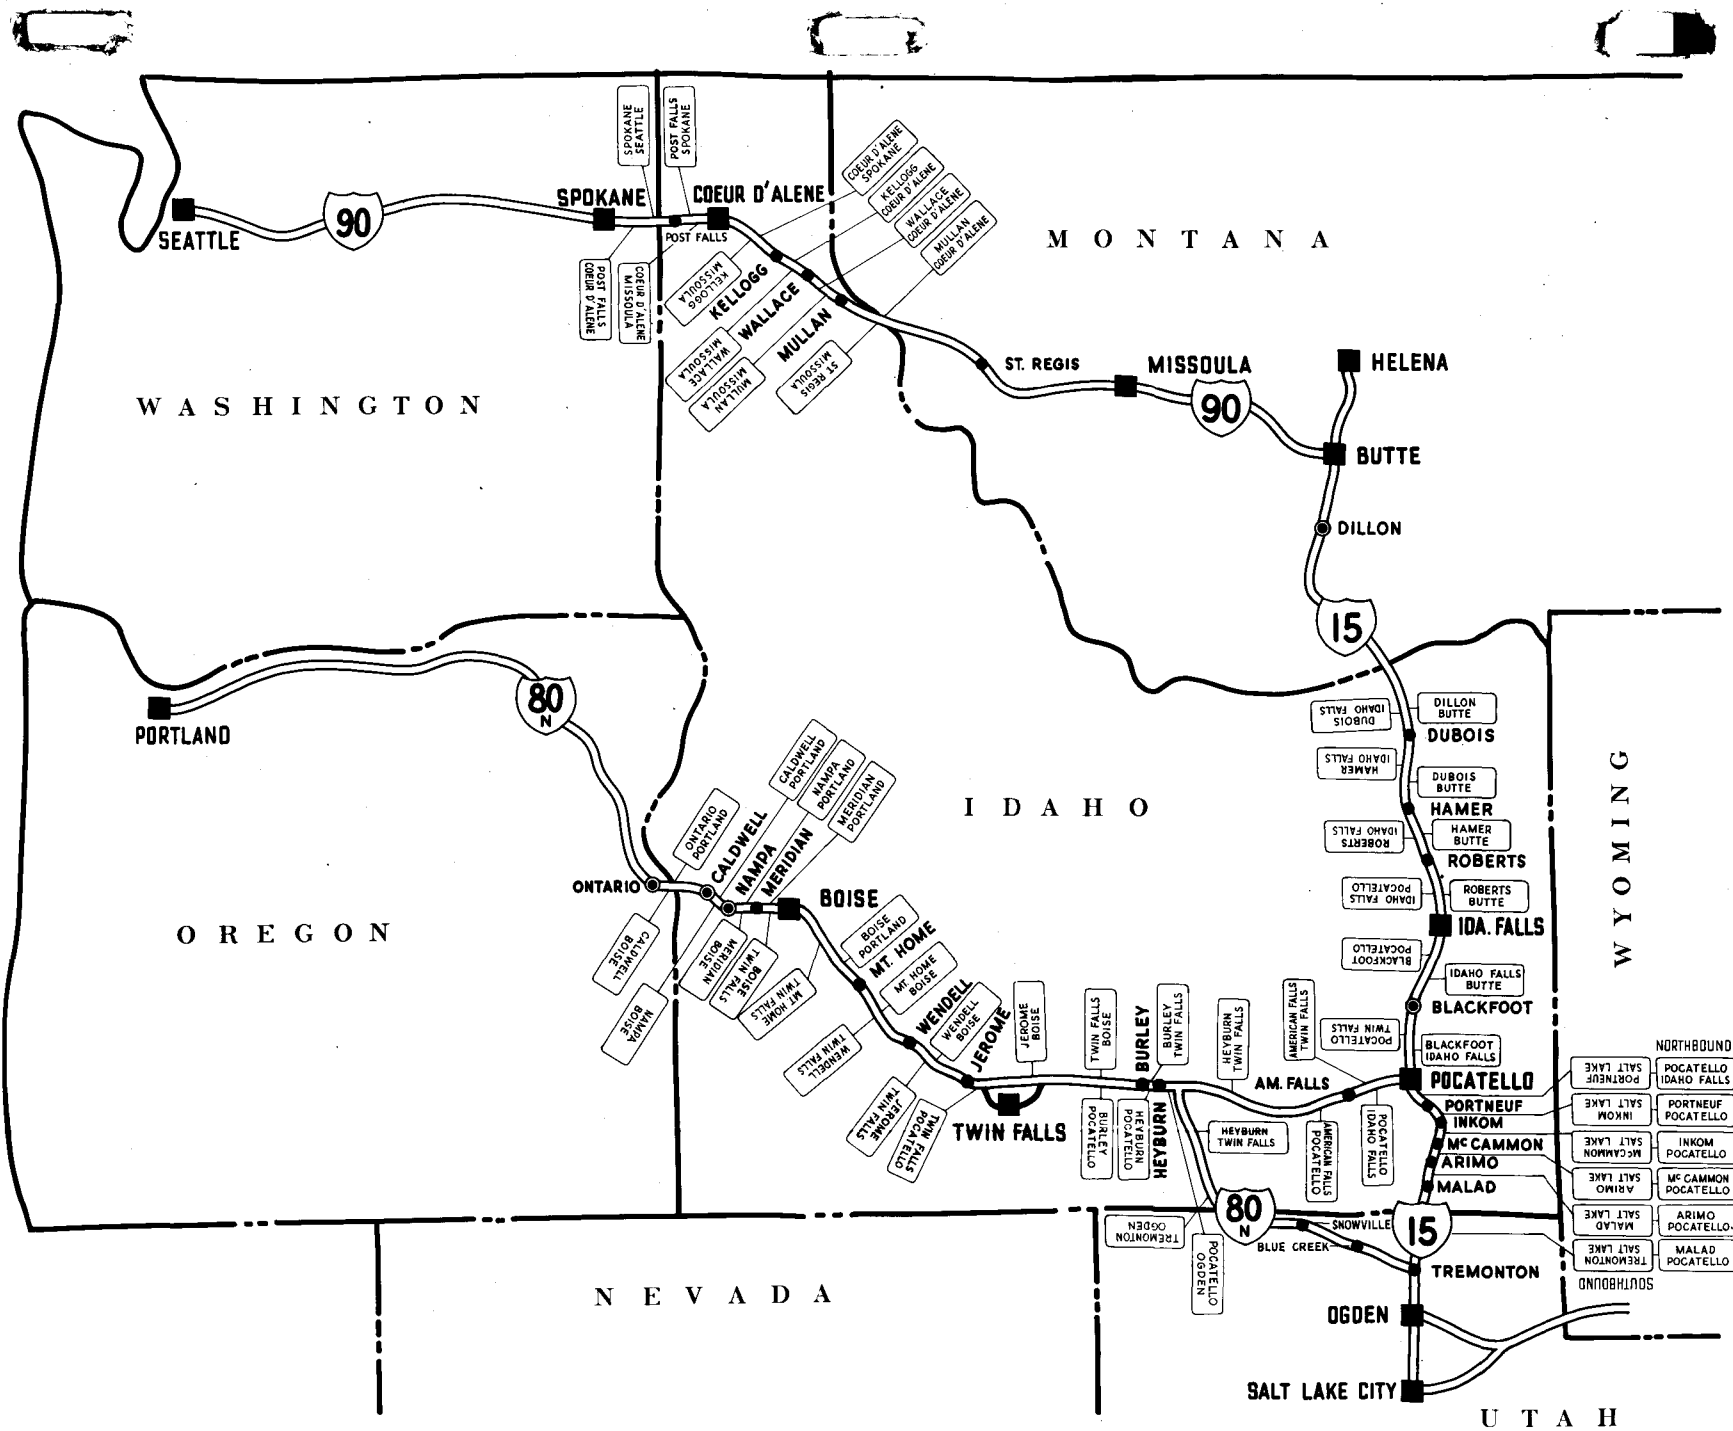 SPOKANE
SEATTLE
POST FALLS
SPOKANE
COEUR D'ALENE
SPOKANE
KELLOGG
COEUR D'ALENE
WALLACE
COEUR D'ALENE
MULLAN
COEUR D'ALENE
SPOKANE
COEUR D'ALENE
90
SEATTLE
POST FALLS
MONTANA
POST FALLS
COEUR D'ALENE
COEUR D'ALENE
MISSOULA
KELLOGG
MISSOULA
KELLOGG
WALLACE
MULLAN
WALLACE
MISSOULA
MULLAN
MISSOULA
ST REGIS
MISSOULA
ST. REGIS
MISSOULA
HELENA
90
WASHINGTON
BUTTE
DILLON
15
80
N
PORTLAND
DUBOIS
IDAHO FALLS
DILLON
BUTTE
DUBOIS
HAMER
IDAHO FALLS
DUBOIS
BUTTE
HAMER
ROBERTS
IDAHO FALLS
HAMER
BUTTE
ROBERTS
IDAHO FALLS
POCATELLO
ROBERTS
BUTTE
IDA. FALLS
BLACKFOOT
POCATELLO
IDAHO FALLS
BUTTE
BLACKFOOT
POCATELLO
TWIN FALLS
BLACKFOOT
IDAHO FALLS
POCATELLO
WYOMING
IDAHO
CALDWELL
PORTLAND
NAMPA
PORTLAND
MERIDIAN
PORTLAND
ONTARIO
PORTLAND
CALDWELL
NAMPA
MERIDIAN
ONTARIO
BOISE
OREGON
CALDWELL
BOISE
NAMPA
BOISE
MERIDIAN
BOISE
BOISE
TWIN FALLS
MT. HOME
TWIN FALLS
BOISE
PORTLAND
MT. HOME
MT. HOME
BOISE
WENDELL
WENDELL
BOISE
JEROME
WENDELL
TWIN FALLS
JEROME
TWIN FALLS
TWIN FALLS
POCATELLO
JEROME
BOISE
TWIN FALLS
TWIN FALLS
BOISE
BURLEY
BURLEY
TWIN FALLS
HEYBURN
TWIN FALLS
AMERICAN FALLS
TWIN FALLS
AM. FALLS
BURLEY
POCATELLO
HEYBURN
POCATELLO
HEYBURN
HEYBURN
TWIN FALLS
AMERICAN FALLS
POCATELLO
POCATELLO
IDAHO FALLS
PORTNEUF
INKOM
Mc CAMMON
ARIMO
MALAD
NORTHBOUND
PORTNEUF
SALT LAKE
POCATELLO
IDAHO FALLS
INKOM
SALT LAKE
PORTNEUF
POCATELLO
McCAMMON
SALT LAKE
INKOM
POCATELLO
ARIMO
SALT LAKE
Mc CAMMON
POCATELLO
MALAD
SALT LAKE
ARIMO
POCATELLO
TREMONTON
SALT LAKE
MALAD
POCATELLO
SOUTHBOUND
TREMONTON
OGDEN
POCATELLO
OGDEN
80
N
SNOWVILLE
BLUE CREEK
15
TREMONTON
NEVADA
OGDEN
SALT LAKE CITY
UTAH